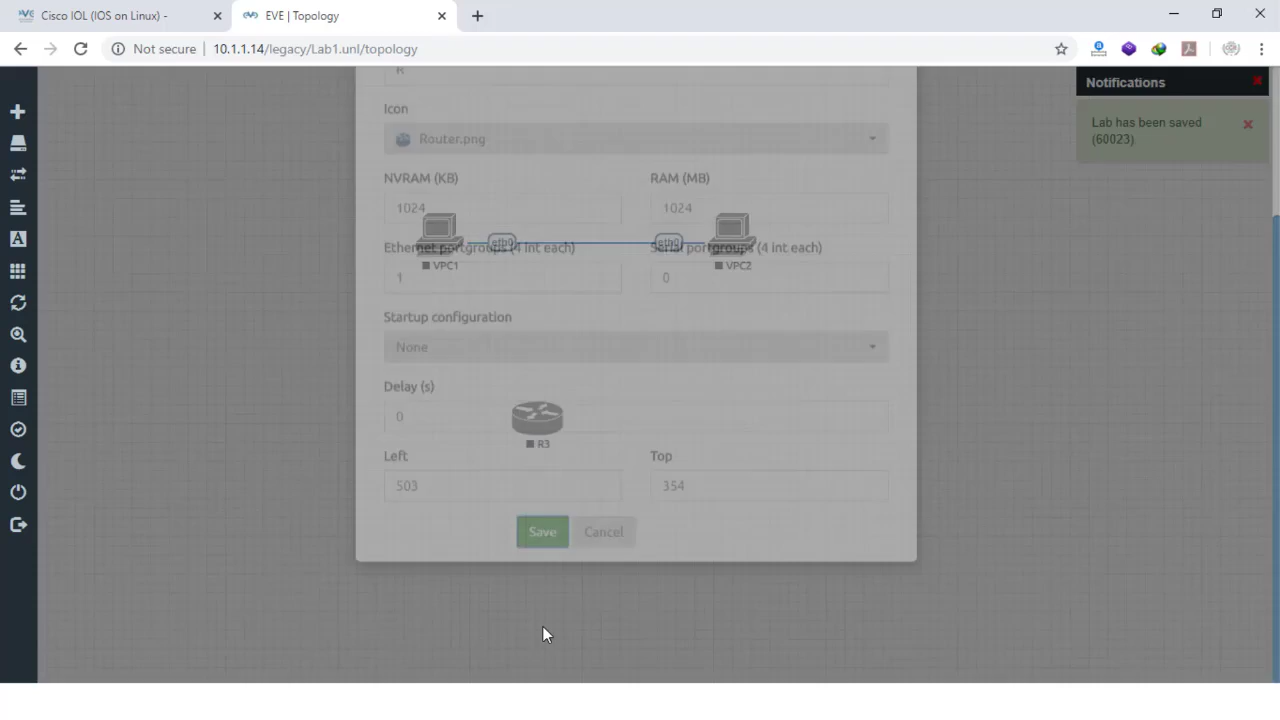 Cisco IOL (IOS on Linux) -
EVE | Topology
Not secure
10.1.1.14/legacy/Lab1.unl/topology
Notifications
Lab has been saved
(60023)
R
Icon
Router.png
NVRAM (KB)
RAM (MB)
1024
1024
eth0
eth0
Ethernet portgroups (4 int each)
Serial portgroups (4 int each)
VPC1
VPC2
1
0
Startup configuration
None
Delay (s)
0
R3
Left
Top
503
354
Save
Cancel
A